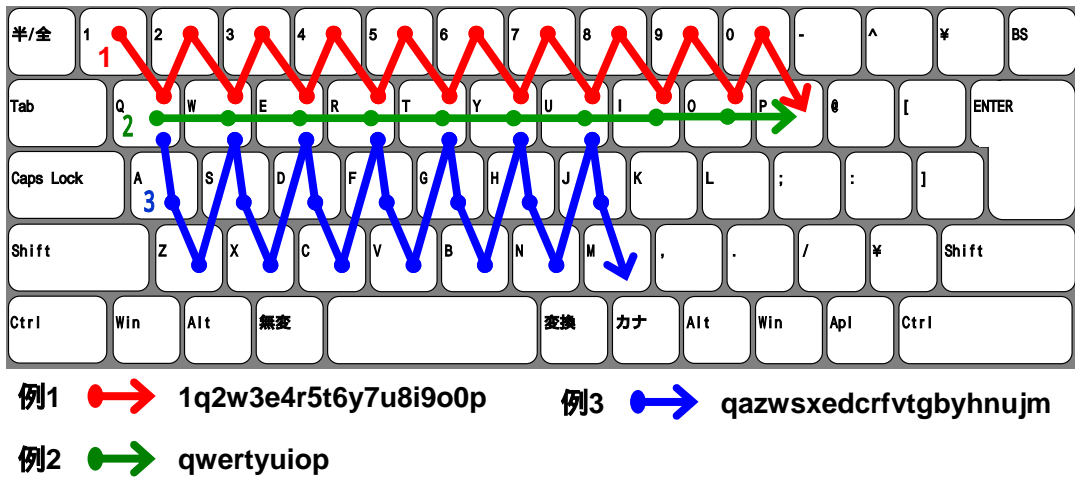 半/全 1 2 3 4 5 6 7 8 9 0 - ^ ¥ BS
1
Tab Q W E R T Y U I O P @ [ ENTER
2
Caps Lock A S D F G H J K L ; : ]
3
Shift Z X C V B N M , . / ¥ Shift
Ctrl Win Alt 無変 変換 カナ Alt Win Apl Ctrl
例1 1q2w3e4r5t6y7u8i9o0p 例3 qazwsxedcrfvtgbyhnujm
例2 qwertyuiop